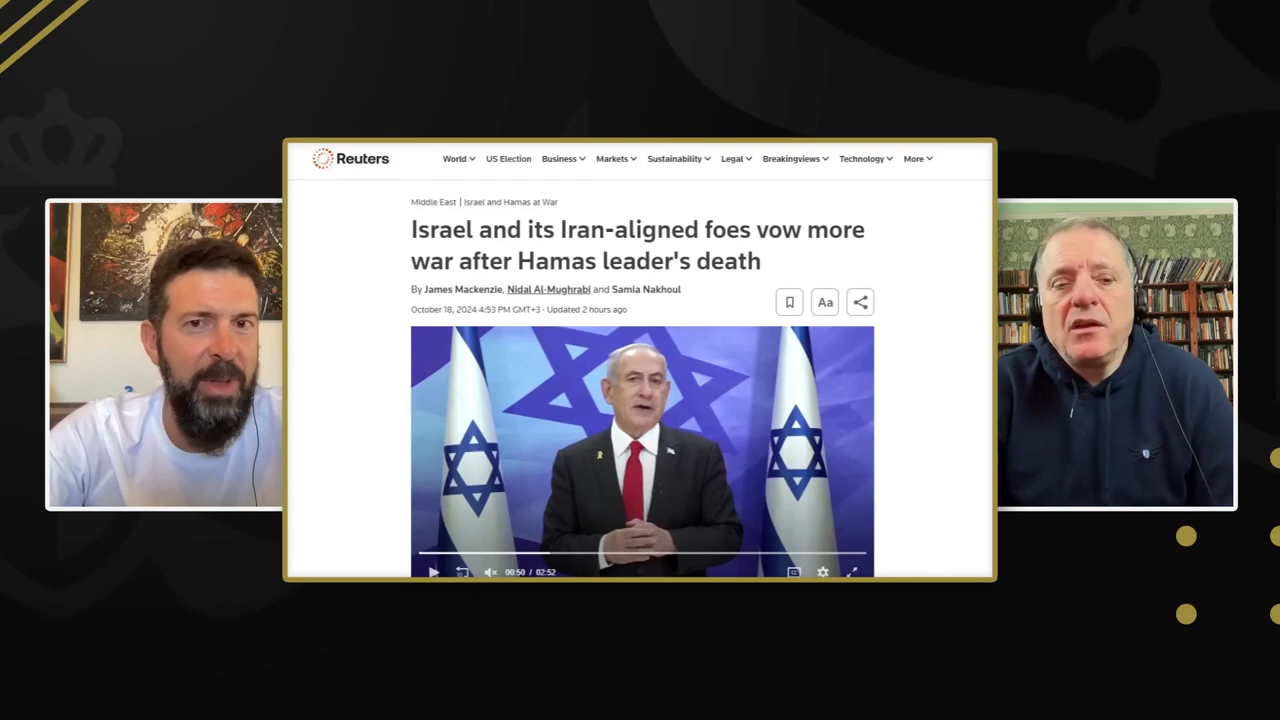 Reuters
World US Election Business Markets Sustainability Legal Breakingviews Technology More
Middle East | Israel and Hamas at War
Israel and its Iran-aligned foes vow more
war after Hamas leader's death
By James Mackenzie, Nidal Al-Mughrabi and Samia Nakhoul
October 18, 2024 4:53 PM GMT+3 · Updated 2 hours ago
Aa
00:50 / 02:52